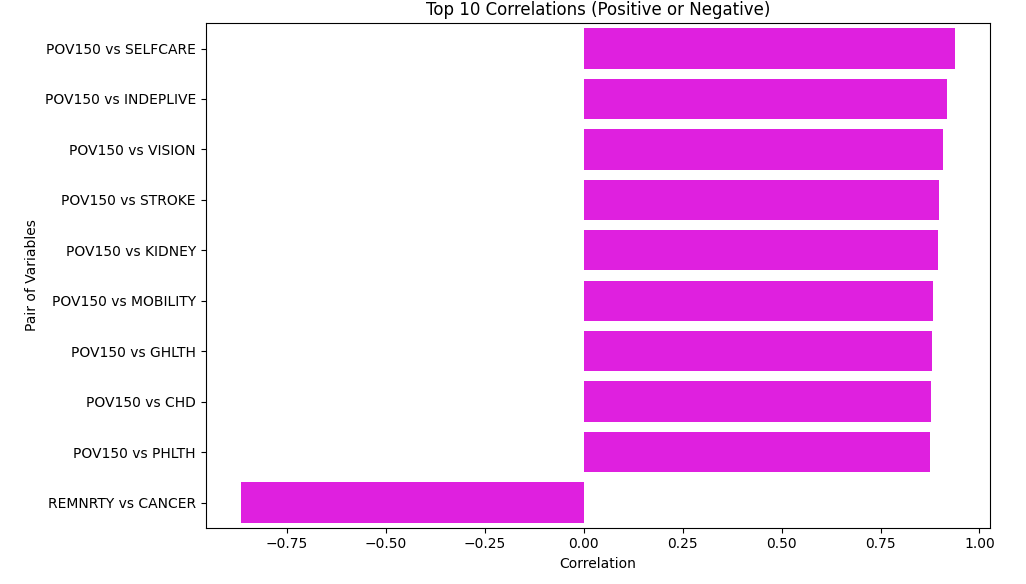 Top 10 Correlations (Positive or Negative)
POV150 vs SELFCARE
POV150 vs INDEPLIVE
POV150 vs VISION
POV150 vs STROKE
POV150 vs KIDNEY
POV150 vs MOBILITY
POV150 vs GHLTH
POV150 vs CHD
POV150 vs PHLTH
REMNRTY vs CANCER
Pair of Variables
−0.75 −0.50 −0.25 0.00 0.25 0.50 0.75 1.00
Correlation